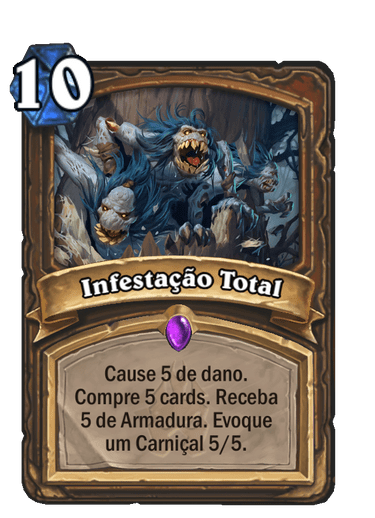 10
Infestação Total
Cause 5 de dano.
Compre 5 cards. Receba
5 de Armadura. Evoque
um Carniçal 5/5.